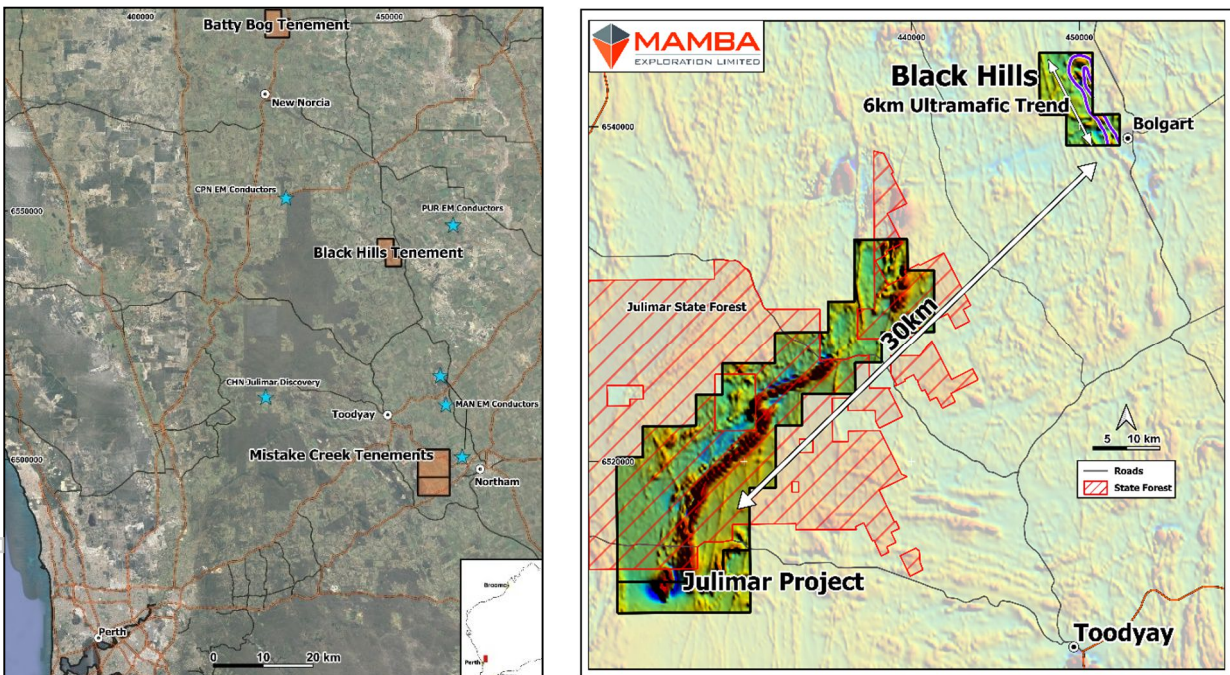 400000
450000
Batty Bog Tenement
New Norcia
CPN EM Conductors
6550000
PUR EM Conductors
Black Hills Tenement
CHN Julimar Discovery
MAN EM Conductors
Toodyay
Mistake Creek Tenements
6500000
Northam
Broome
Perth
Perth
0 10 20 km
MAMBA
EXPLORATION LIMITED
440000
450000
Black Hills
6km Ultramafic Trend
6540000
Bolgart
Julimar State Forest
30km
5 10 km
Roads
State Forest
6520000
Julimar Project
Toodyay